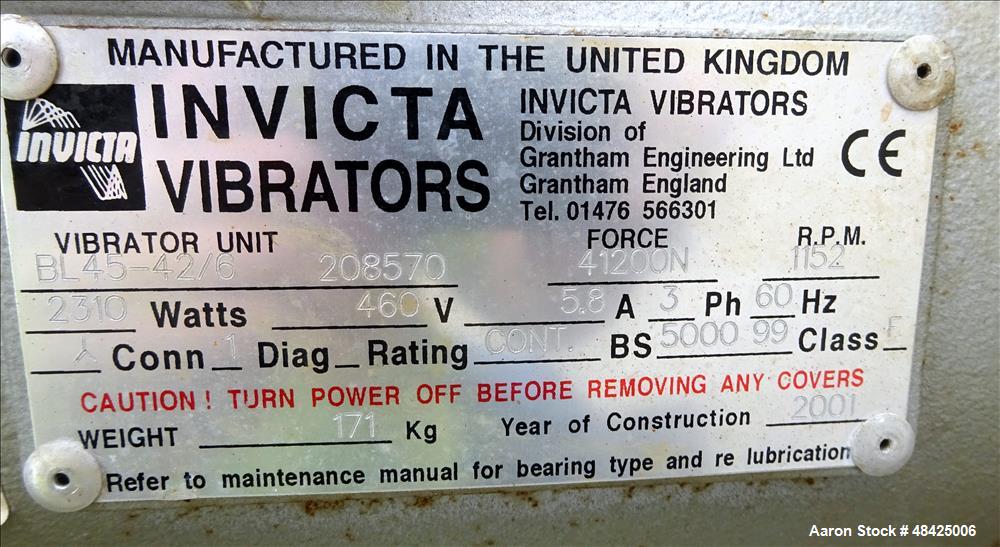 MANUFACTURED IN THE UNITED KINGDOM
INVICTA
INVICTA
VIBRATORS
INVICTA VIBRATORS
Division of
Grantham Engineering Ltd
Grantham England
Tel. 01476 566301
CE
VIBRATOR UNIT FORCE R.P.M.
BL45-42/6 208570 41200N 1152
2310 Watts 460 V 5.8 A 3 Ph 60 Hz
Conn 1 Diag Rating CONT. BS 5000 99 Class F
CAUTION! TURN POWER OFF BEFORE REMOVING ANY COVERS
WEIGHT 171 Kg Year of Construction 2001
Refer to maintenance manual for bearing type and re lubrication
Aaron Stock # 48425006